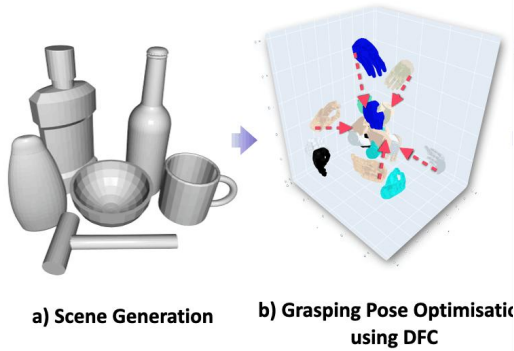 a) Scene Generation
b) Grasping Pose Optimisatio
using DFC